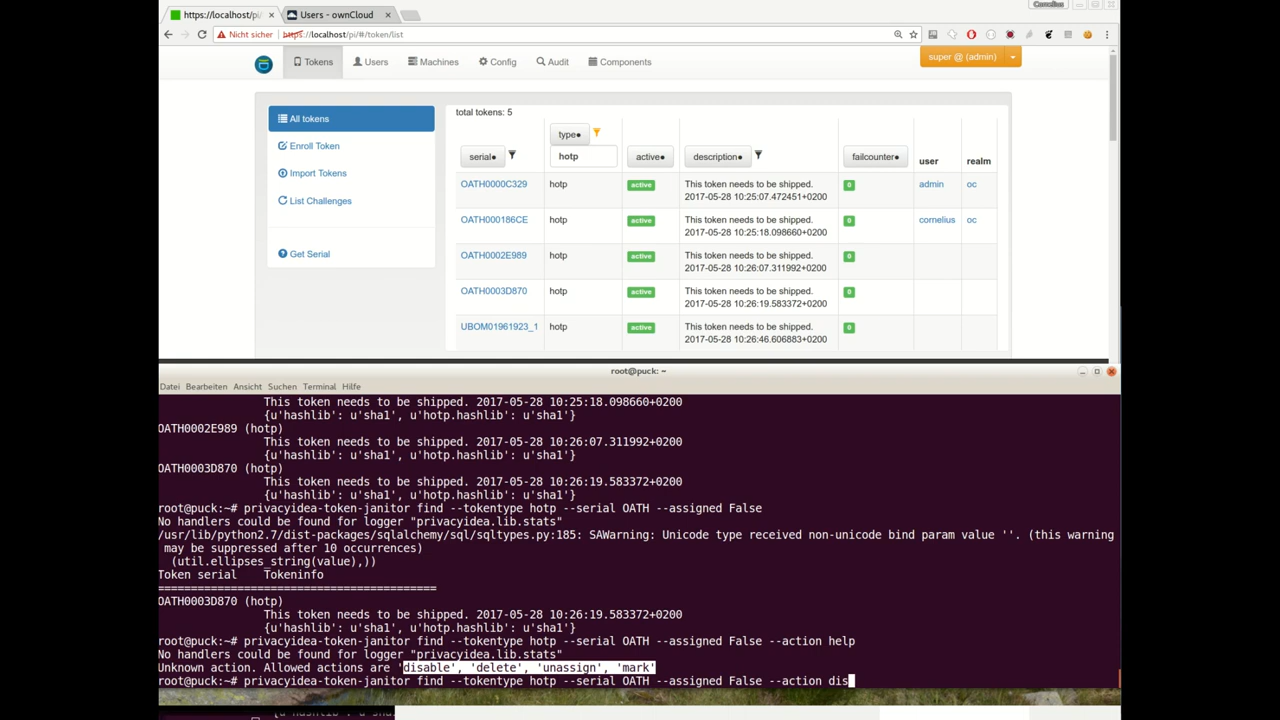 Cornelius
https://localhost/pi/ ×
Users - ownCloud ×
Nicht sicher https://localhost/pi/#/token/list
Tokens Users Machines Config Audit Components super @ (admin)
All tokens
Enroll Token
Import Tokens
List Challenges
Get Serial
total tokens: 5
type●
serial● hotp active● description● failcounter● user realm
OATH0000C329 hotp active This token needs to be shipped. 0 admin oc
2017-05-28 10:25:07.472451+0200
OATH000186CE hotp active This token needs to be shipped. 0 cornelius oc
2017-05-28 10:25:18.098660+0200
OATH0002E989 hotp active This token needs to be shipped. 0
2017-05-28 10:26:07.311992+0200
OATH0003D870 hotp active This token needs to be shipped. 0
2017-05-28 10:26:19.583372+0200
UBOM01961923_1 hotp active This token needs to be shipped. 0
2017-05-28 10:26:46.606883+0200
root@puck: ~
Datei Bearbeiten Ansicht Suchen Terminal Hilfe
This token needs to be shipped. 2017-05-28 10:25:18.098660+0200
{u'hashlib': u'sha1', u'hotp.hashlib': u'sha1'}
OATH0002E989 (hotp)
This token needs to be shipped. 2017-05-28 10:26:07.311992+0200
{u'hashlib': u'sha1', u'hotp.hashlib': u'sha1'}
OATH0003D870 (hotp)
This token needs to be shipped. 2017-05-28 10:26:19.583372+0200
{u'hashlib': u'sha1', u'hotp.hashlib': u'sha1'}
root@puck:~# privacyidea-token-janitor find --tokentype hotp --serial OATH --assigned False
No handlers could be found for logger "privacyidea.lib.stats"
/usr/lib/python2.7/dist-packages/sqlalchemy/sql/sqltypes.py:185: SAWarning: Unicode type received non-unicode bind param value ''. (this warning
may be suppressed after 10 occurrences)
(util.ellipses_string(value),))
Token serial Tokeninfo
==========================================
OATH0003D870 (hotp)
This token needs to be shipped. 2017-05-28 10:26:19.583372+0200
{u'hashlib': u'sha1', u'hotp.hashlib': u'sha1'}
root@puck:~# privacyidea-token-janitor find --tokentype hotp --serial OATH --assigned False --action help
No handlers could be found for logger "privacyidea.lib.stats"
Unknown action. Allowed actions are 'disable', 'delete', 'unassign', 'mark'
root@puck:~# privacyidea-token-janitor find --tokentype hotp --serial OATH --assigned False --action dis